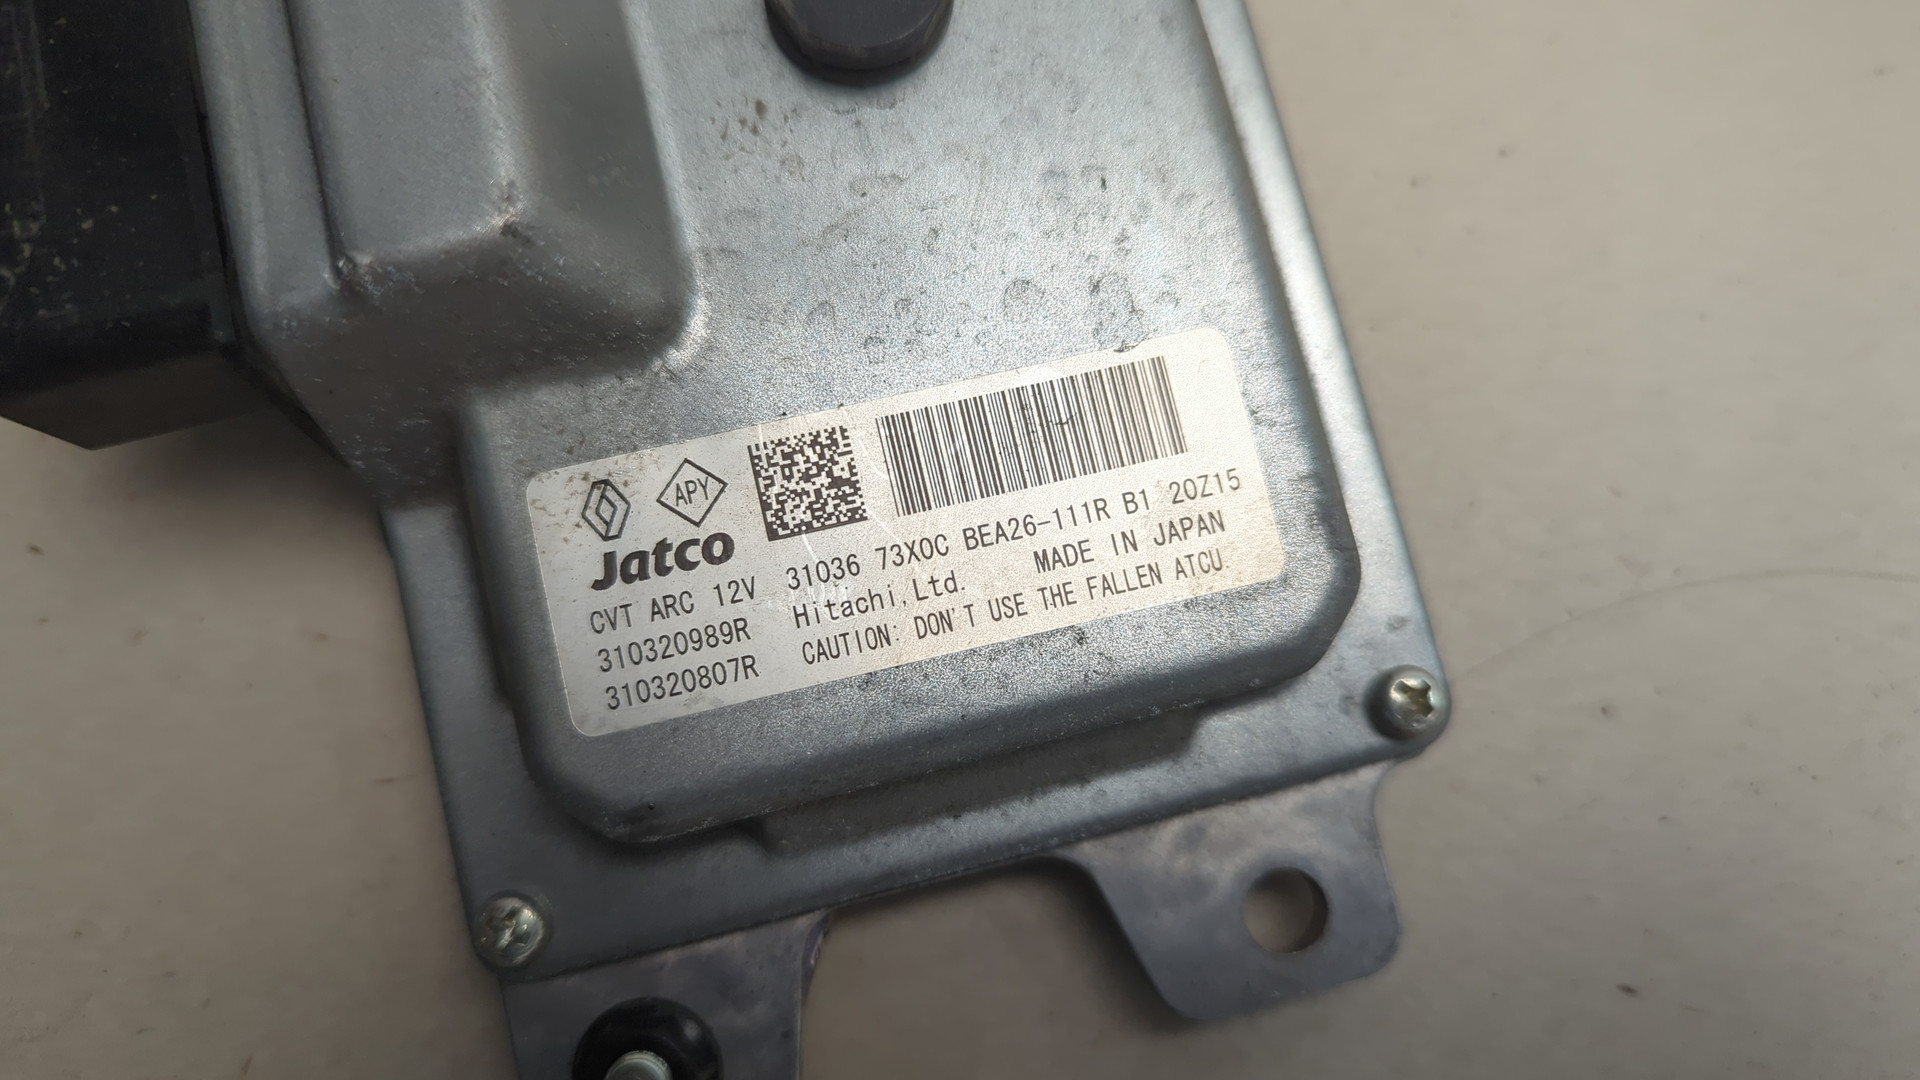 APY
Jatco
CVT ARC 12V
310320989R
310320807R
31036 73X0C BEA26-111R B1 20Z15
Hitachi,Ltd. MADE IN JAPAN
CAUTION: DON'T USE THE FALLEN ATCU